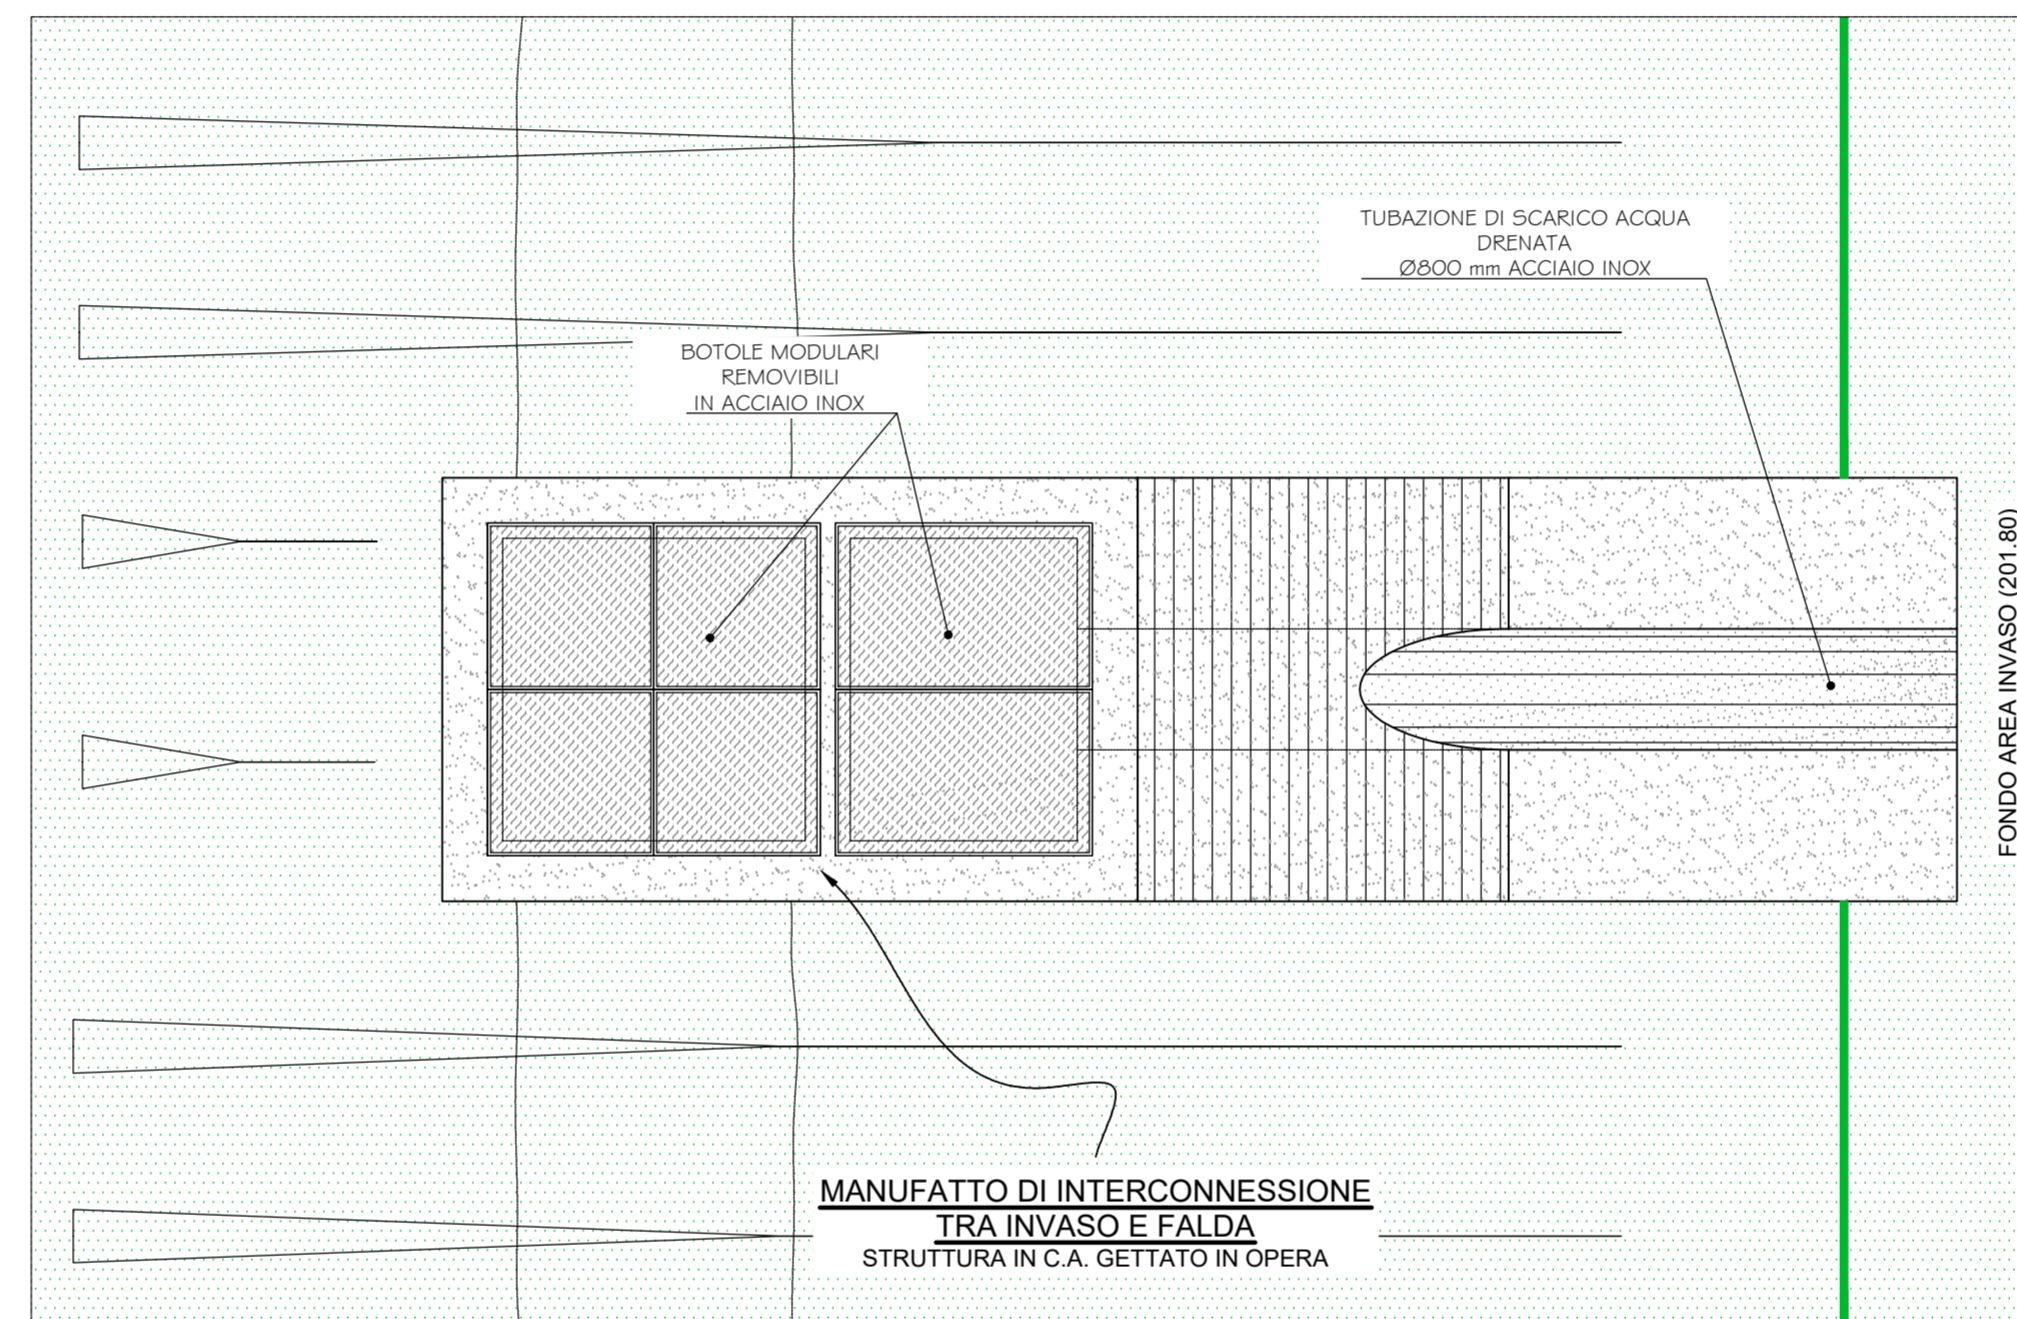 TUBAZIONE DI SCARICO ACQUA
DRENATA
Ø800 mm ACCIAIO INOX
BOTOLE MODULARI
REMOVIBILI
IN ACCIAIO INOX
FONDO AREA INVASO (201.80)
MANUFATTO DI INTERCONNESSIONE
TRA INVASO E FALDA
STRUTTURA IN C.A. GETTATO IN OPERA